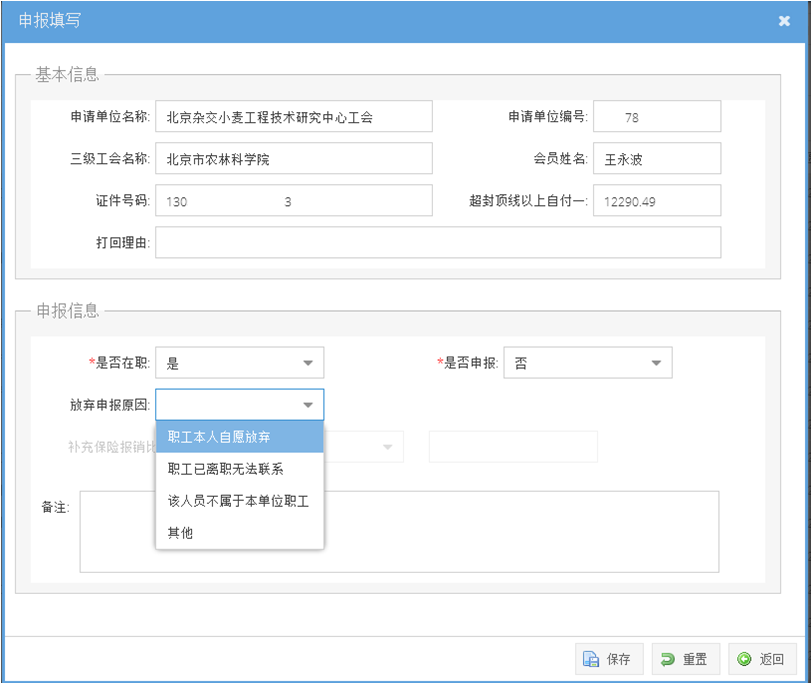 申报填写
基本信息
申请单位名称: 北京杂交小麦工程技术研究中心工会 申请单位编号: 78
三级工会名称: 北京市农林科学院 会员姓名: 王永波
证件号码: 130 3 超封顶线以上自付一: 12290.49
打回理由:
申报信息
*是否在职: 是 *是否申报: 否
放弃申报原因:
职工本人自愿放弃
补充保险报销比
职工已离职无法联系
该人员不属于本单位职工
备注:
其他
保存 重置 返回